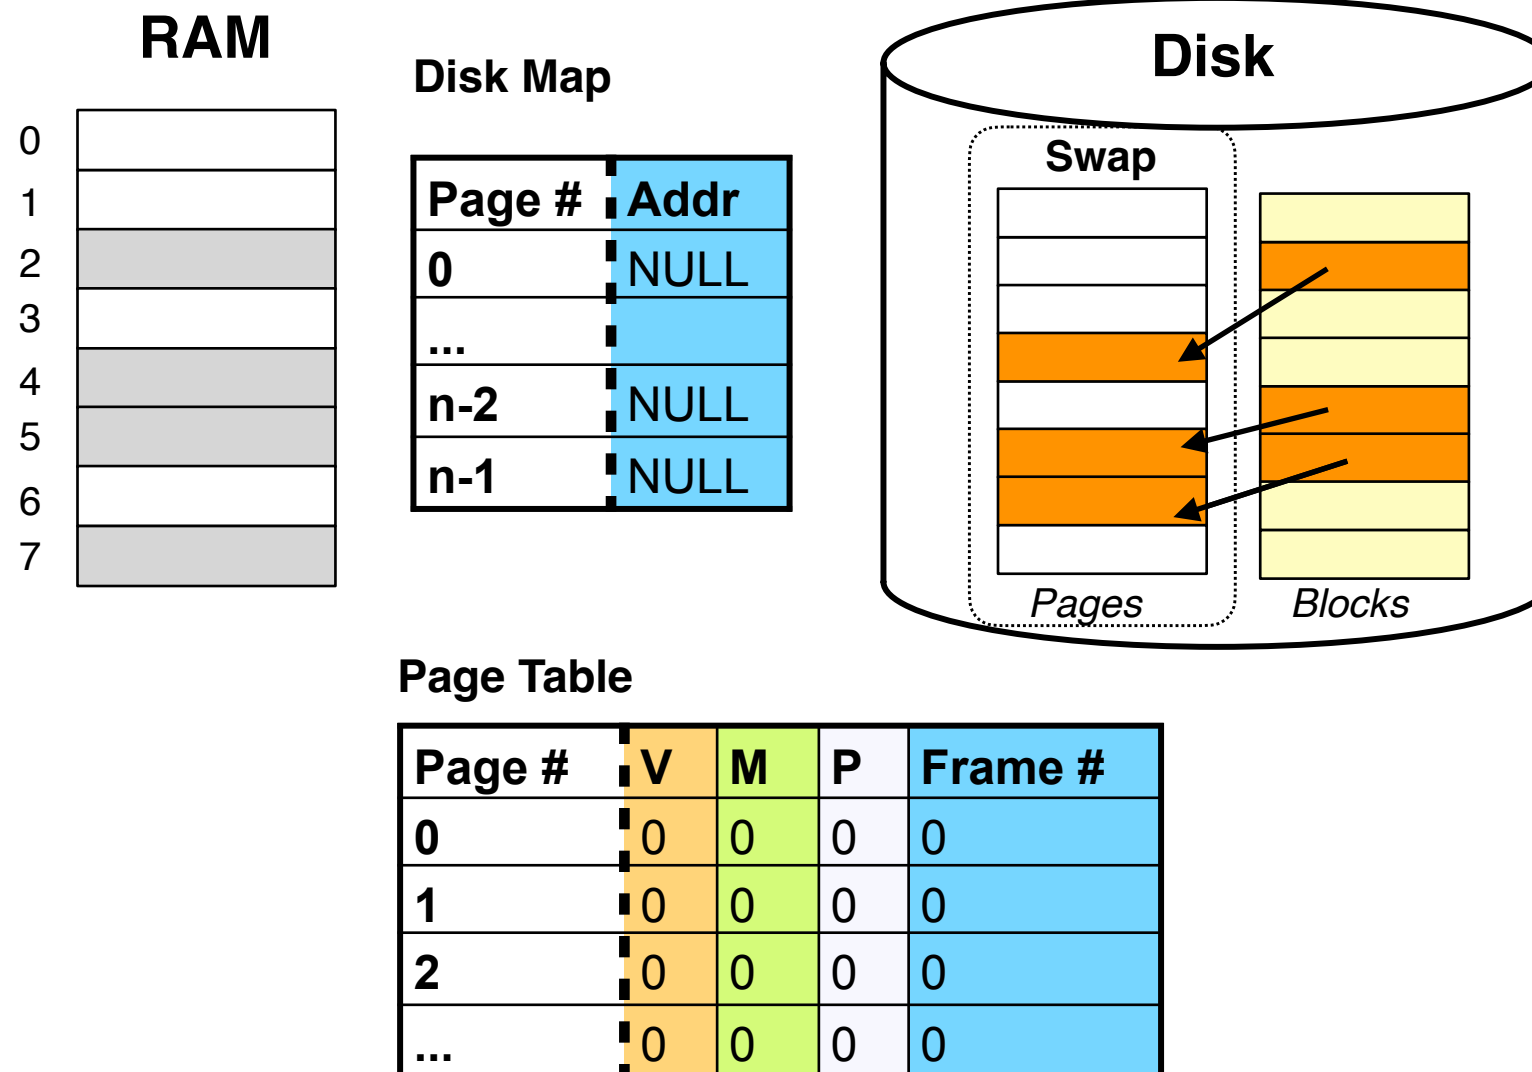 RAM
0
1
2
3
4
5
6
7
Disk Map
Page # Addr
0 NULL
...
n-2 NULL
n-1 NULL
Disk
Swap
Pages
Blocks
Page Table
Page # V M P Frame #
0 0 0 0 0
1 0 0 0 0
2 0 0 0 0
... 0 0 0 0